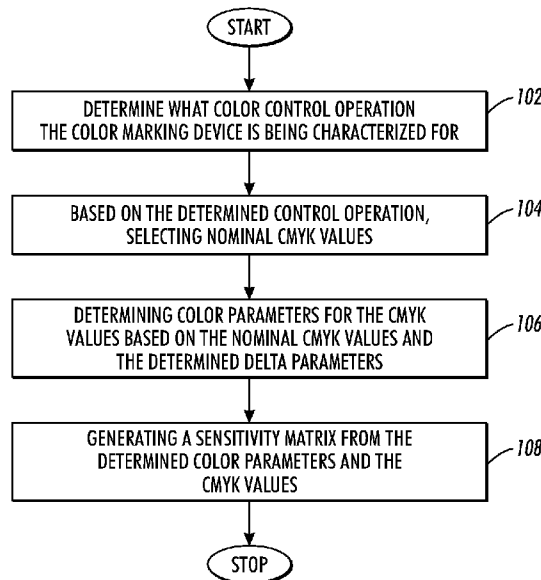 START
DETERMINE WHAT COLOR CONTROL OPERATION
THE COLOR MARKING DEVICE IS BEING CHARACTERIZED FOR
102
BASED ON THE DETERMINED CONTROL OPERATION,
SELECTING NOMINAL CMYK VALUES
104
DETERMINING COLOR PARAMETERS FOR THE CMYK
VALUES BASED ON THE NOMINAL CMYK VALUES AND
THE DETERMINED DELTA PARAMETERS
106
GENERATING A SENSITIVITY MATRIX FROM THE
DETERMINED COLOR PARAMETERS AND THE
CMYK VALUES
108
STOP